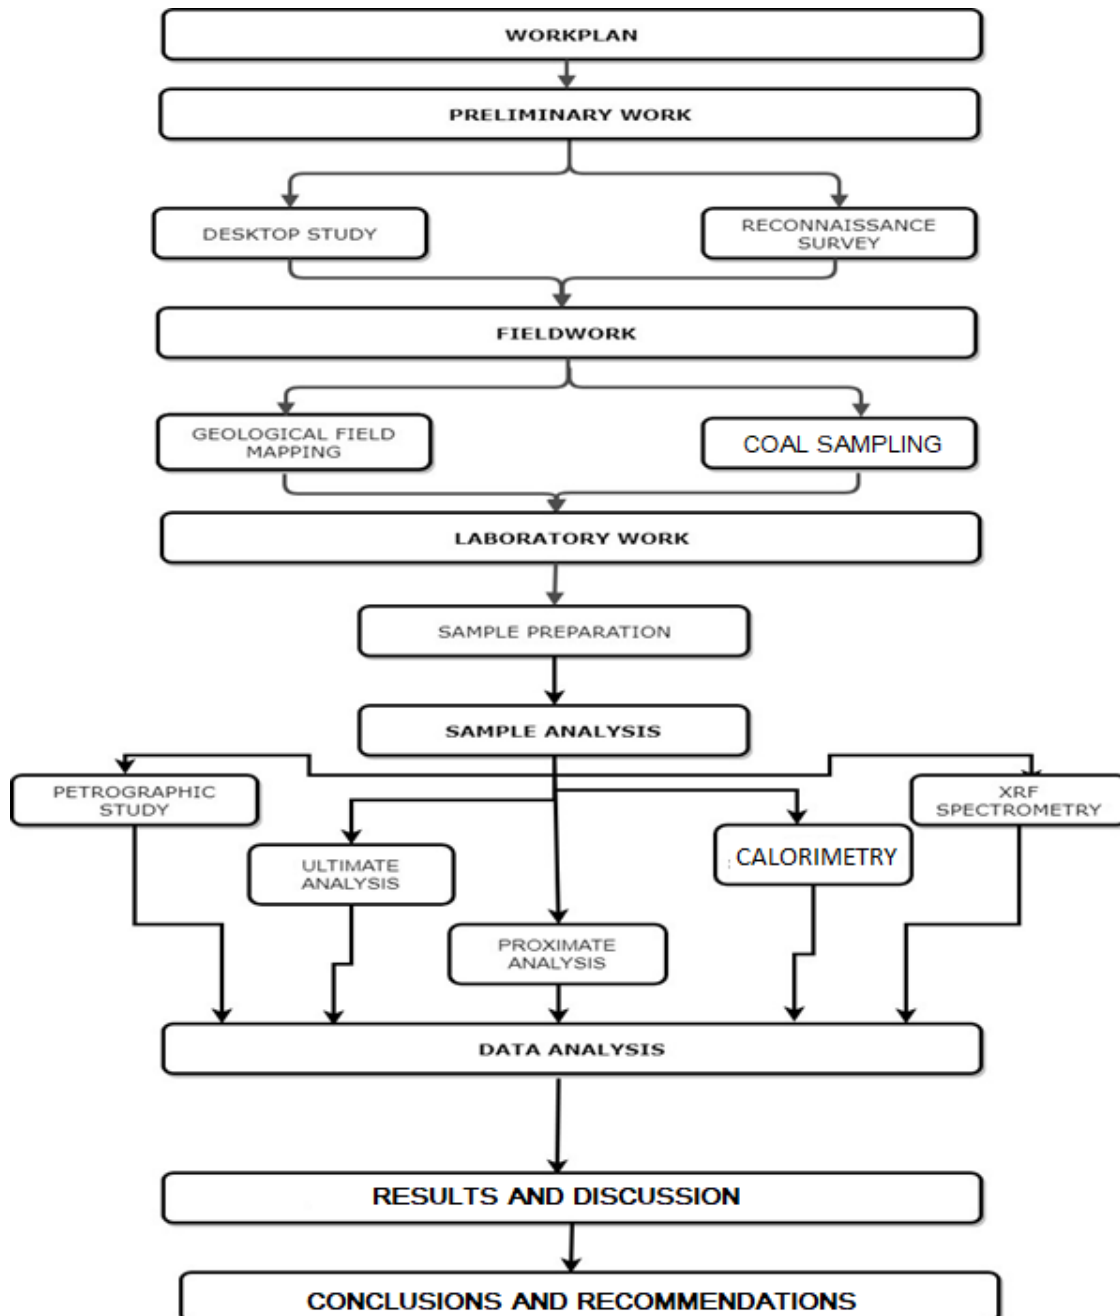 WORKPLAN
PRELIMINARY WORK
DESKTOP STUDY
RECONNAISSANCE
SURVEY
FIELDWORK
GEOLOGICAL FIELD
MAPPING
COAL SAMPLING
LABORATORY WORK
SAMPLE PREPARATION
SAMPLE ANALYSIS
PETROGRAPHIC
STUDY
XRF
SPECTROMETRY
ULTIMATE
ANALYSIS
CALORIMETRY
PROXIMATE
ANALYSIS
DATA ANALYSIS
RESULTS AND DISCUSSION
CONCLUSIONS AND RECOMMENDATIONS